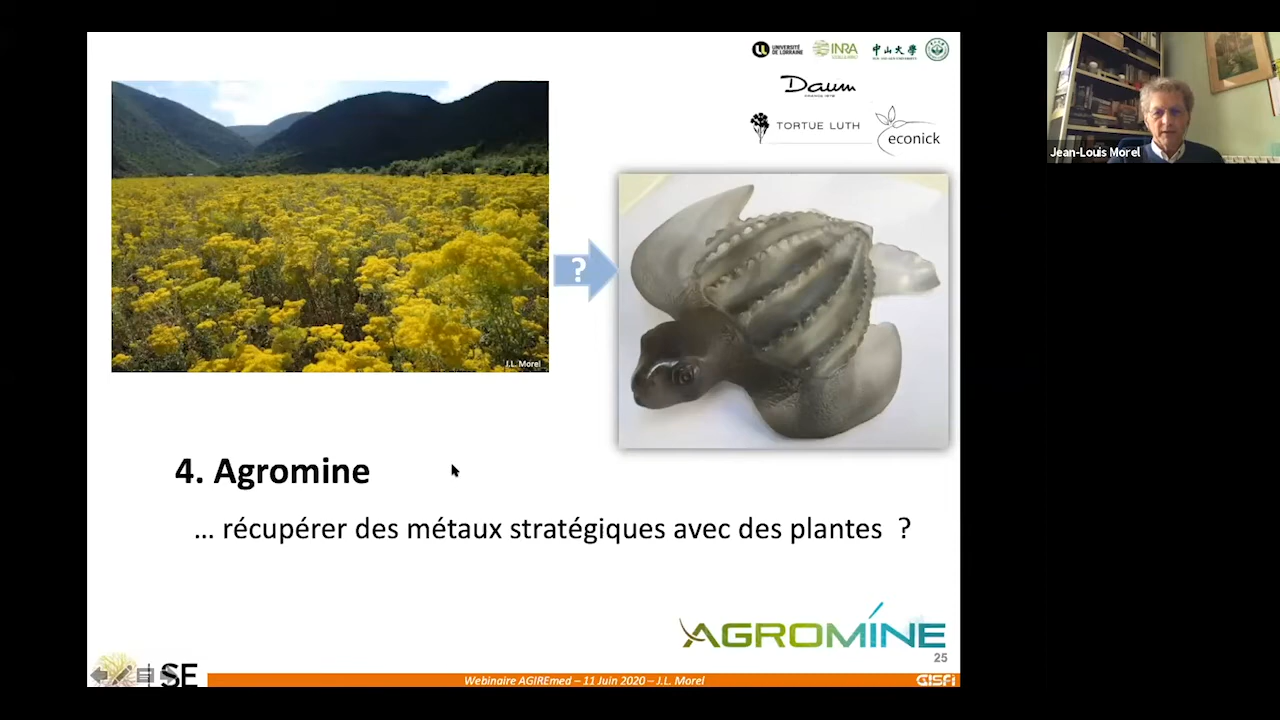 UNIVERSITÉ
DE LORRAINE
INRA
中山大學
Daum
TORTUE LUTH
econick
?
J.L. Morel
Jean-Louis Morel
4. Agromine
... récupérer des métaux stratégiques avec des plantes ?
AGROMINE
25
SE
Webinaire AGIREmed – 11 Juin 2020 – J.L. Morel
GISFI